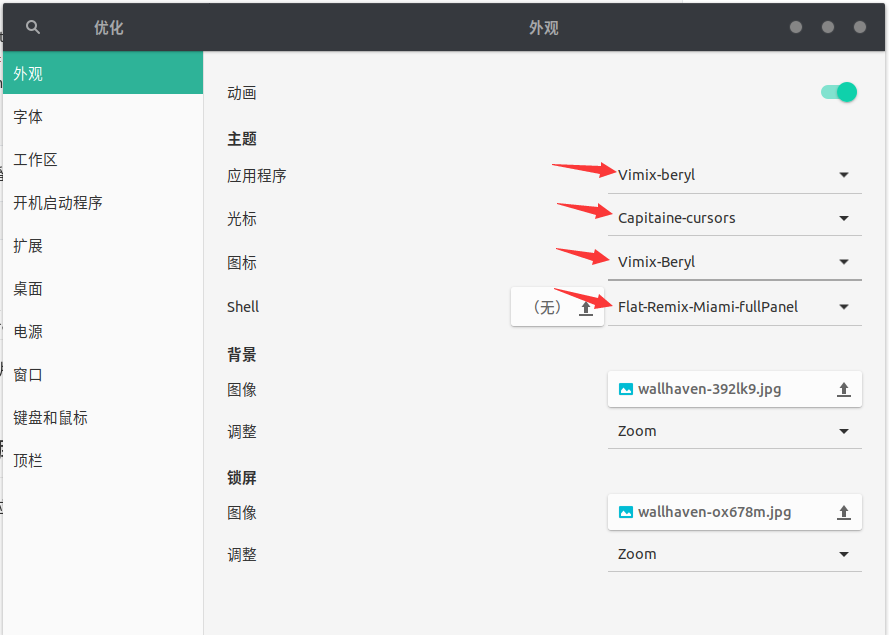 优化
外观
外观
字体
工作区
开机启动程序
扩展
桌面
电源
窗口
键盘和鼠标
顶栏
动画
主题
应用程序 Vimix-beryl
光标 Capitaine-cursors
图标 Vimix-Beryl
Shell （无） Flat-Remix-Miami-fullPanel
背景
图像 wallhaven-392lk9.jpg
调整 Zoom
锁屏
图像 wallhaven-ox678m.jpg
调整 Zoom